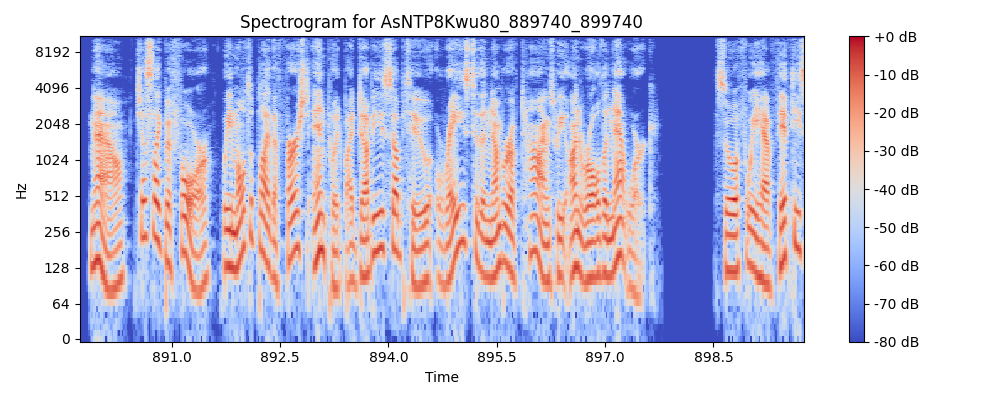 Spectrogram for AsNTP8Kwu80_889740_899740
Hz
8192
4096
2048
1024
512
256
128
64
0
891.0 892.5 894.0 895.5 897.0 898.5
Time
+0 dB
-10 dB
-20 dB
-30 dB
-40 dB
-50 dB
-60 dB
-70 dB
-80 dB